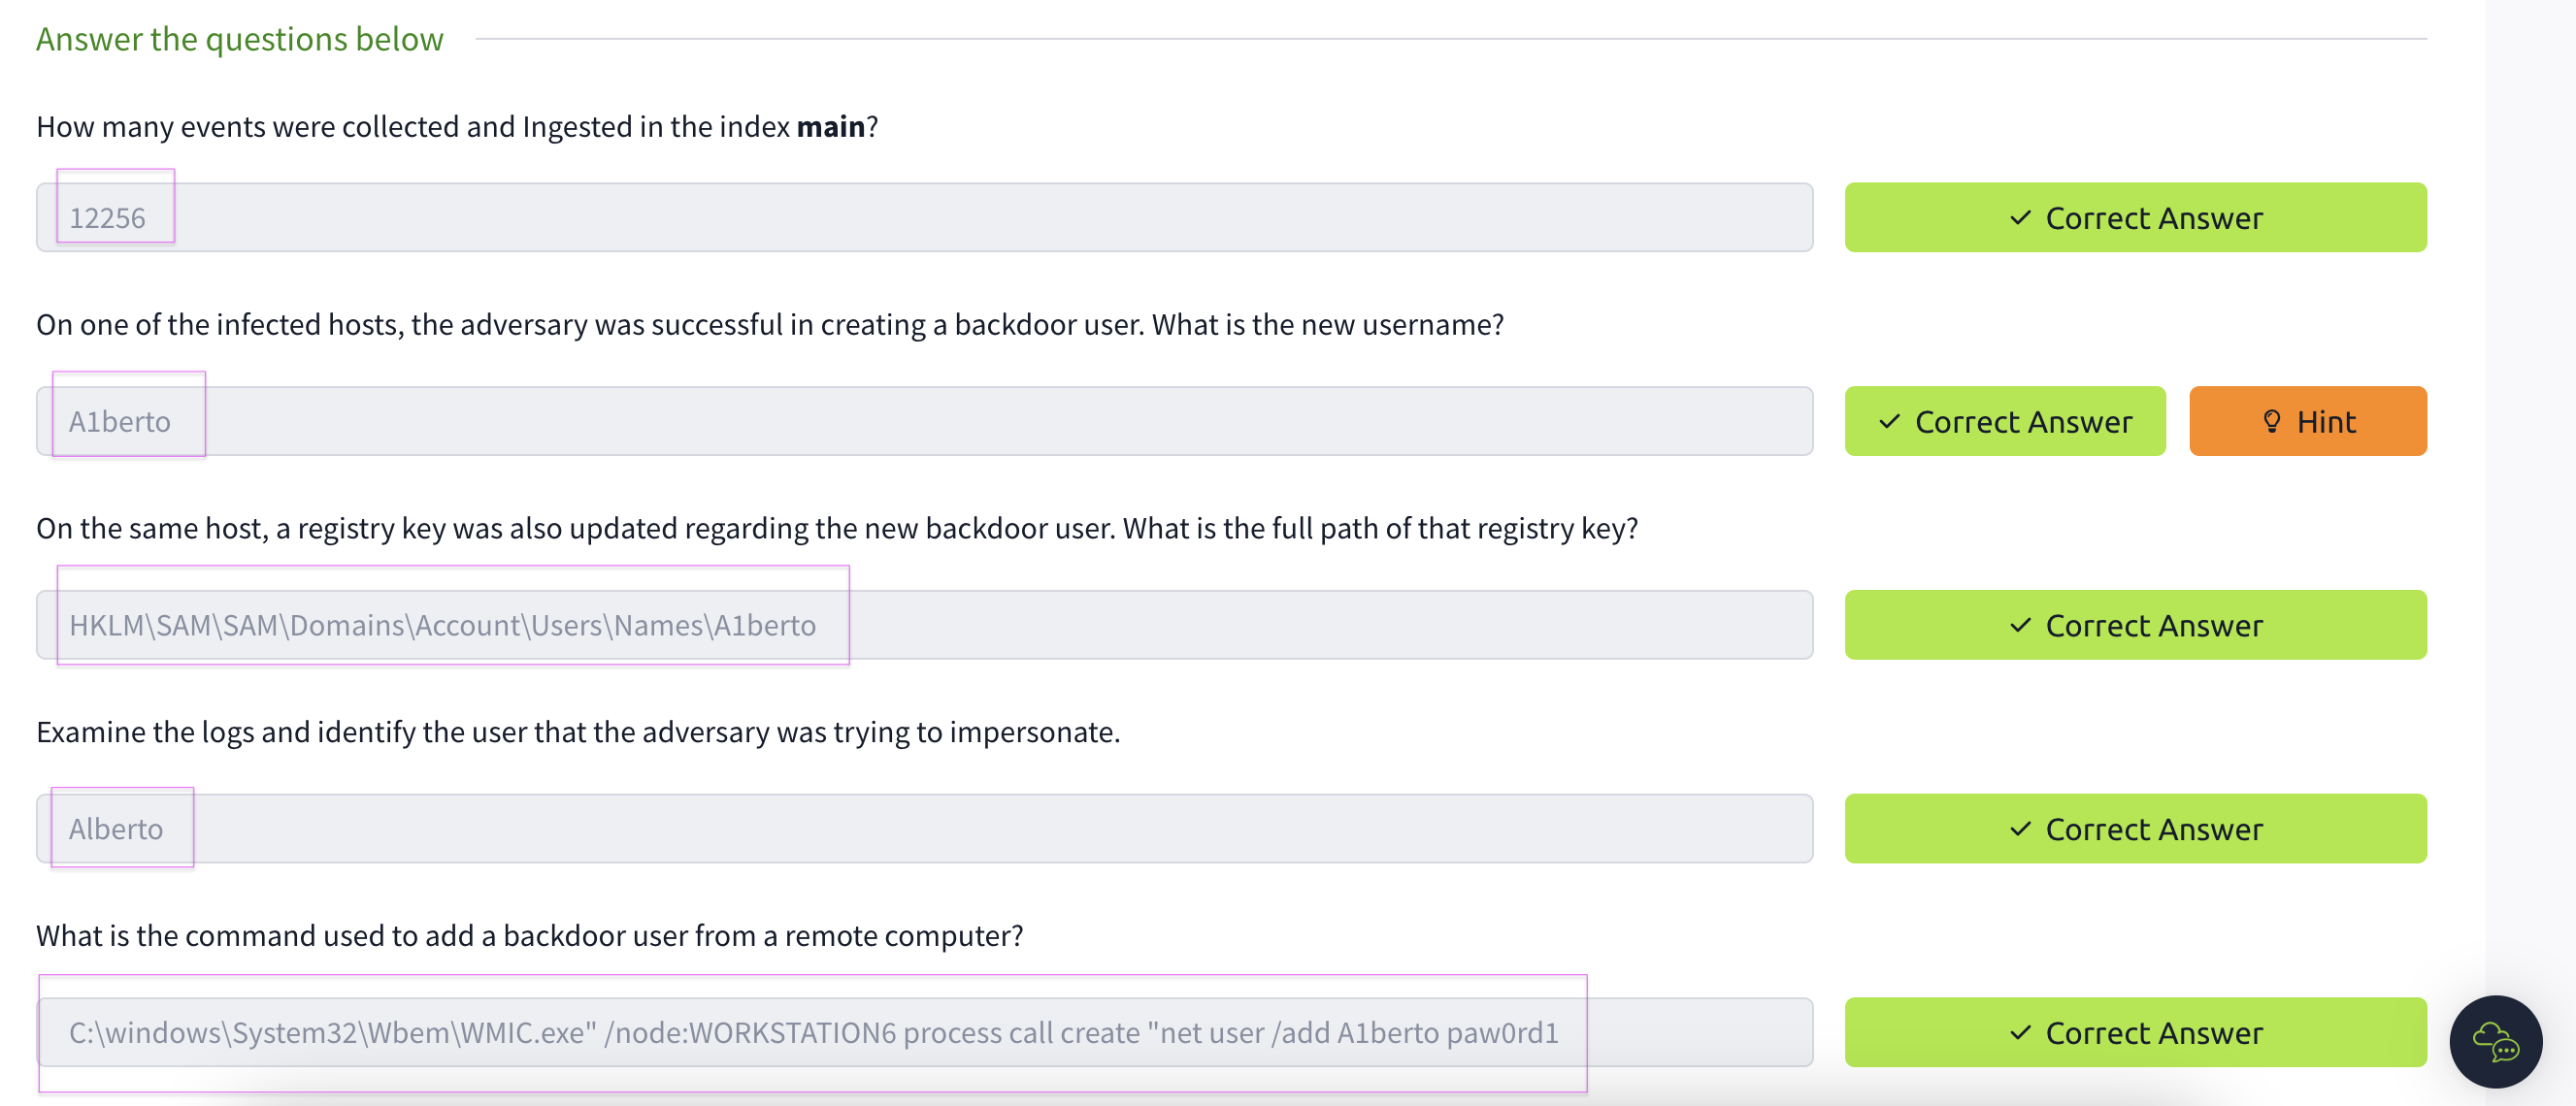 Answer the questions below
How many events were collected and Ingested in the index main?
12256
Correct Answer
On one of the infected hosts, the adversary was successful in creating a backdoor user. What is the new username?
A1berto
Correct Answer
Hint
On the same host, a registry key was also updated regarding the new backdoor user. What is the full path of that registry key?
HKLM\SAM\SAM\Domains\Account\Users\Names\A1berto
Correct Answer
Examine the logs and identify the user that the adversary was trying to impersonate.
Alberto
Correct Answer
What is the command used to add a backdoor user from a remote computer?
C:\windows\System32\Wbem\WMIC.exe" /node:WORKSTATION6 process call create "net user /add A1berto paw0rd1
Correct Answer